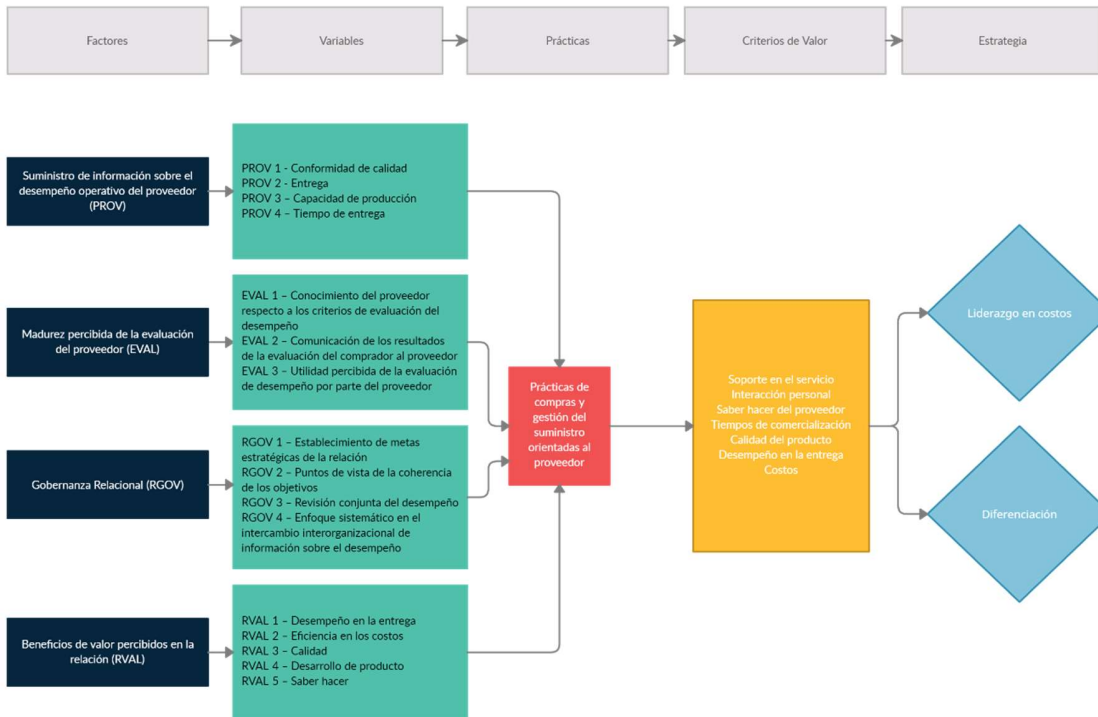 Factores
Variables
Prácticas
Criterios de Valor
Estrategia
Suministro de información sobre el
desempeño operativo del proveedor
(PROV)
PROV 1 - Conformidad de calidad
PROV 2 - Entrega
PROV 3 – Capacidad de producción
PROV 4 – Tiempo de entrega
Madurez percibida de la evaluación
del proveedor (EVAL)
EVAL 1 – Conocimiento del proveedor
respecto a los criterios de evaluación del
desempeño
EVAL 2 – Comunicación de los resultados
de la evaluación del comprador al proveedor
EVAL 3 – Utilidad percibida de la evaluación
de desempeño por parte del proveedor
Gobernanza Relacional (RGOV)
RGOV 1 – Establecimiento de metas
estratégicas de la relación
RGOV 2 – Puntos de vista de la coherencia
de los objetivos
RGOV 3 – Revisión conjunta del desempeño
RGOV 4 – Enfoque sistemático en el
intercambio interorganizacional de
información sobre el desempeño
Beneficios de valor percibidos en la
relación (RVAL)
RVAL 1 – Desempeño en la entrega
RVAL 2 – Eficiencia en los costos
RVAL 3 – Calidad
RVAL 4 – Desarrollo de producto
RVAL 5 – Saber hacer
Prácticas de
compras y
gestión del
suministro
orientadas al
proveedor
Soporte en el servicio
Interacción personal
Saber hacer del proveedor
Tiempos de comercialización
Calidad del producto
Desempeño en la entrega
Costos
Liderazgo en costos
Diferenciación